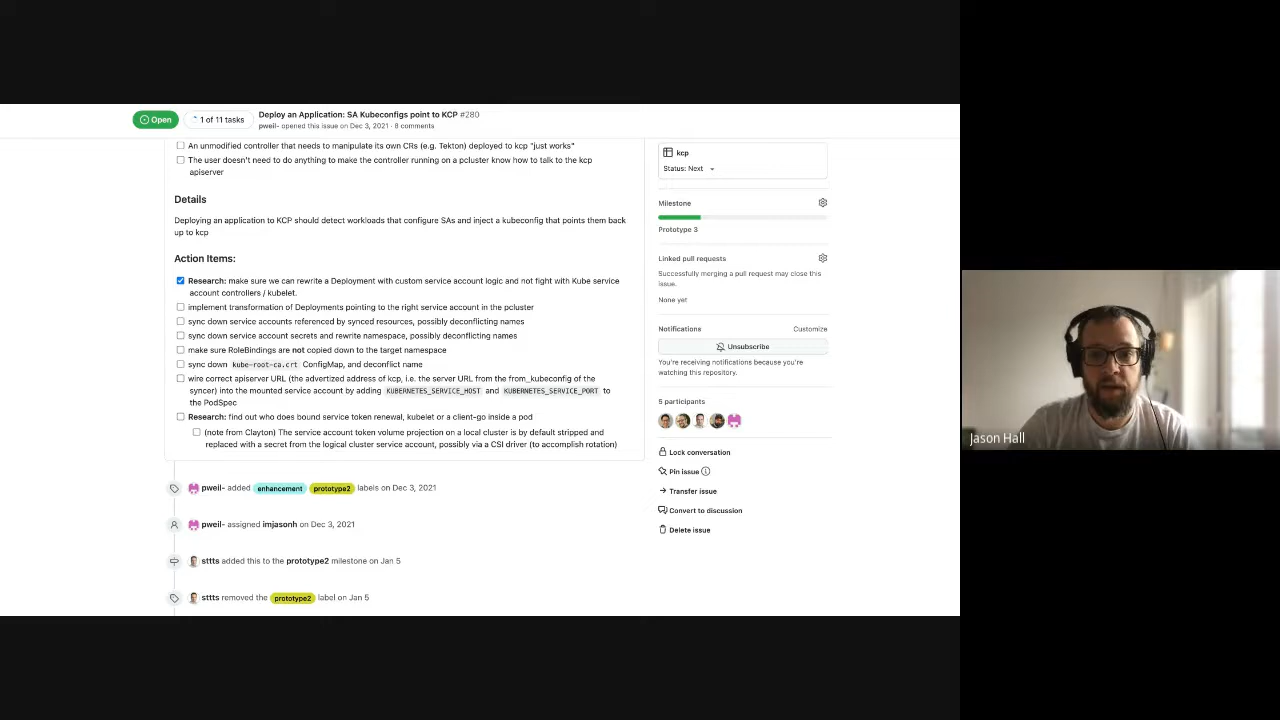 Open
1 of 11 tasks
Deploy an Application: SA Kubeconfigs point to KCP #280
pweil- opened this issue on Dec 3, 2021 · 8 comments
An unmodified controller that needs to manipulate its own CRs (e.g. Tekton) deployed to kcp "just works"
The user doesn't need to do anything to make the controller running on a pcluster know how to talk to the kcp
apiserver
Details
Deploying an application to KCP should detect workloads that configure SAs and inject a kubeconfig that points them back
up to kcp
Action Items:
Research: make sure we can rewrite a Deployment with custom service account logic and not fight with Kube service
account controllers / kubelet.
implement transformation of Deployments pointing to the right service account in the pcluster
sync down service accounts referenced by synced resources, possibly deconflicting names
sync down service account secrets and rewrite namespace, possibly deconflicting names
make sure RoleBindings are not copied down to the target namespace
sync down kube-root-ca.crt ConfigMap, and deconflict name
wire correct apiserver URL (the advertized address of kcp, i.e. the server URL from the from_kubeconfig of the
syncer) into the mounted service account by adding KUBERNETES_SERVICE_HOST and KUBERNETES_SERVICE_PORT to
the PodSpec
Research: find out who does bound service token renewal, kubelet or a client-go inside a pod
(note from Clayton) The service account token volume projection on a local cluster is by default stripped and
replaced with a secret from the logical cluster service account, possibly via a CSI driver (to accomplish rotation)
pweil- added enhancement prototype2 labels on Dec 3, 2021
pweil- assigned imjasonh on Dec 3, 2021
sttts added this to the prototype2 milestone on Jan 5
sttts removed the prototype2 label on Jan 5
kcp
Status: Next
Milestone
Prototype 3
Linked pull requests
Successfully merging a pull request may close this
issue.
None yet
Notifications
Customize
Unsubscribe
You're receiving notifications because you're
watching this repository.
5 participants
Lock conversation
Pin issue
Transfer issue
Convert to discussion
Delete issue
Jason Hall